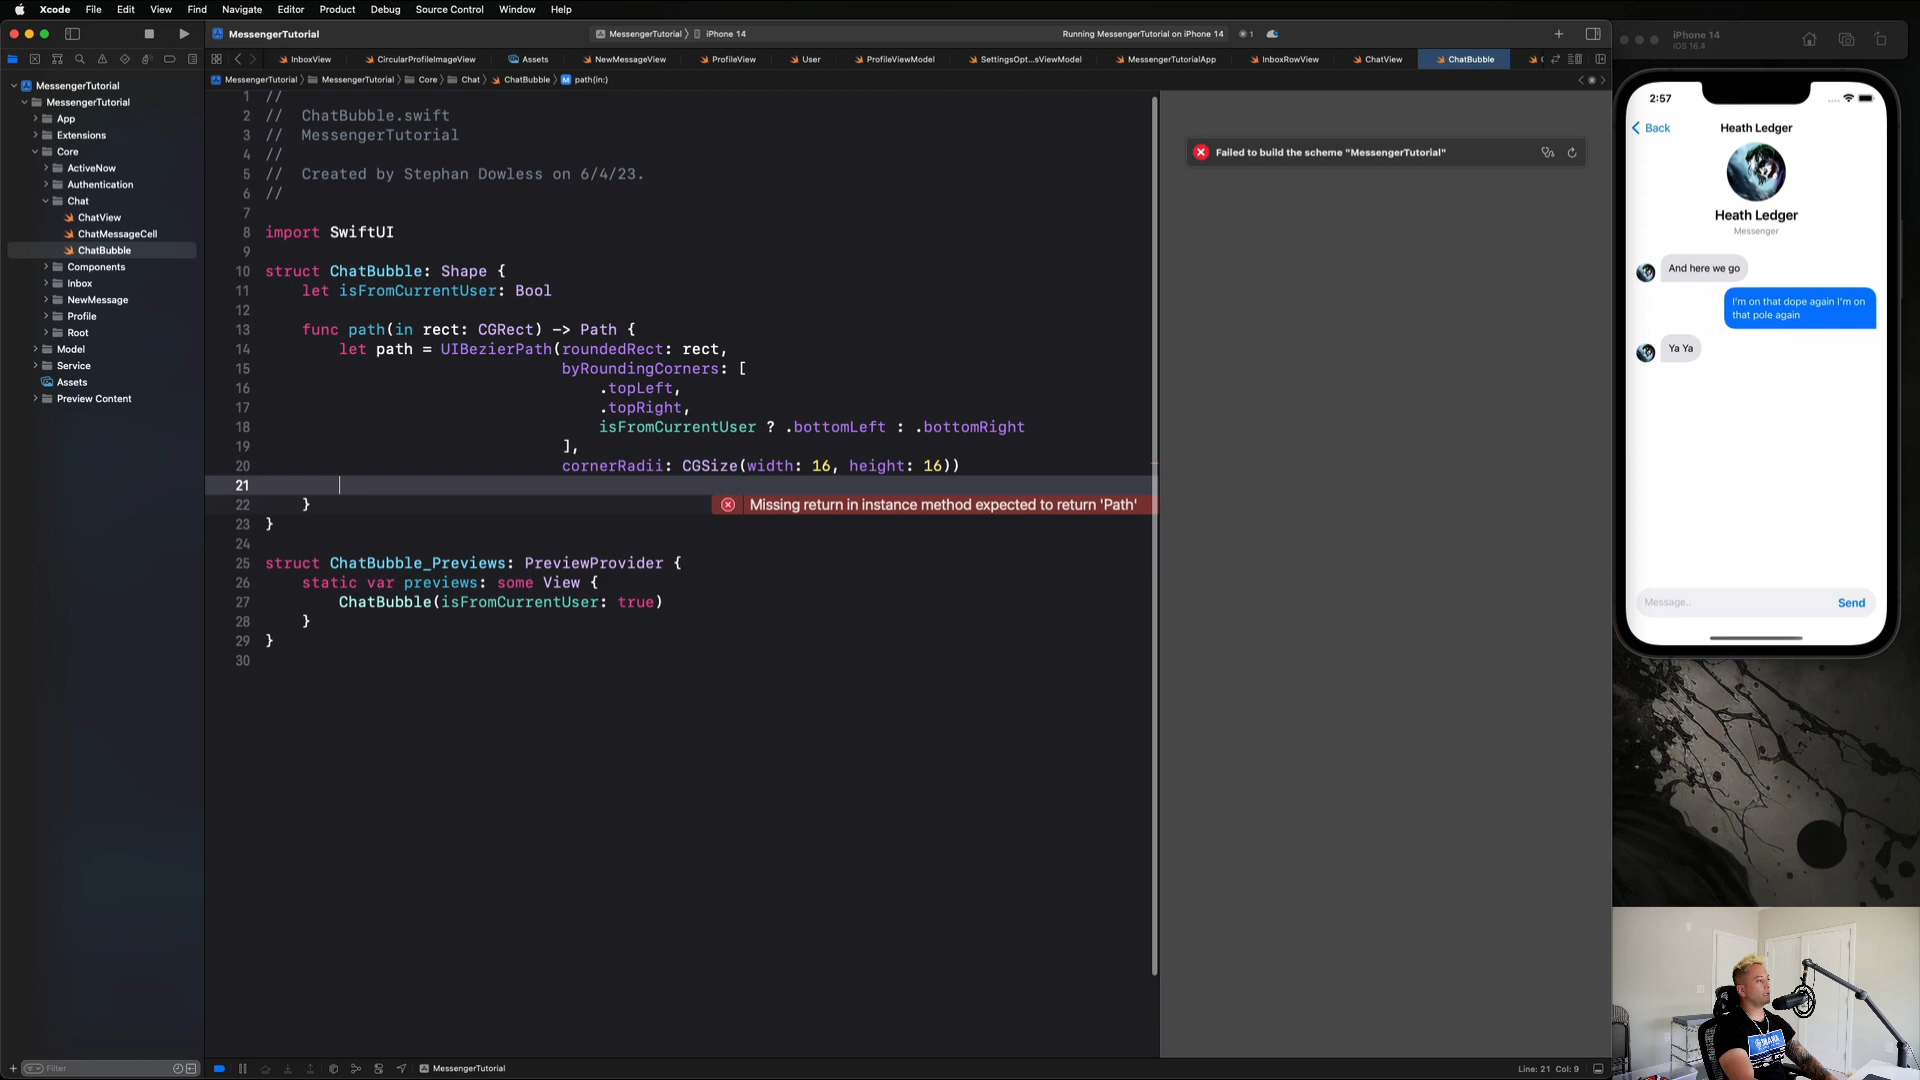 Xcode File Edit View Find Navigate Editor Product Debug Source Control Window Help
MessengerTutorial
MessengerTutorial iPhone 14
Running MessengerTutorial on iPhone 14
1
iPhone 14
iOS 16.4
InboxView CircularProfileImageView Assets NewMessageView ProfileView User ProfileViewModel SettingsOpt...sViewModel MessengerTutorialApp InboxRowView ChatView ChatBubble
MessengerTutorial MessengerTutorial Core Chat ChatBubble path(in:)
MessengerTutorial
MessengerTutorial
App
Extensions
Core
ActiveNow
Authentication
Chat
ChatView
ChatMessageCell
ChatBubble
Components
Inbox
NewMessage
Profile
Root
Model
Service
Assets
Preview Content
Filter
1 //
2 // ChatBubble.swift
3 // MessengerTutorial
4 //
5 // Created by Stephan Dowless on 6/4/23.
6 //
7
8 import SwiftUI
9
10 struct ChatBubble: Shape {
11 let isFromCurrentUser: Bool
12
13 func path(in rect: CGRect) -> Path {
14 let path = UIBezierPath(roundedRect: rect,
15 byRoundingCorners: [
16 .topLeft,
17 .topRight,
18 isFromCurrentUser ? .bottomLeft : .bottomRight
19 ],
20 cornerRadii: CGSize(width: 16, height: 16))
21
22 } Missing return in instance method expected to return 'Path'
23 }
24
25 struct ChatBubble_Previews: PreviewProvider {
26 static var previews: some View {
27 ChatBubble(isFromCurrentUser: true)
28 }
29 }
30
Failed to build the scheme "MessengerTutorial"
2:57
Back
Heath Ledger
Heath Ledger
Messenger
And here we go
I'm on that dope again I'm on
that pole again
Ya Ya
Message..
Send
MessengerTutorial
Line: 21 Col: 9